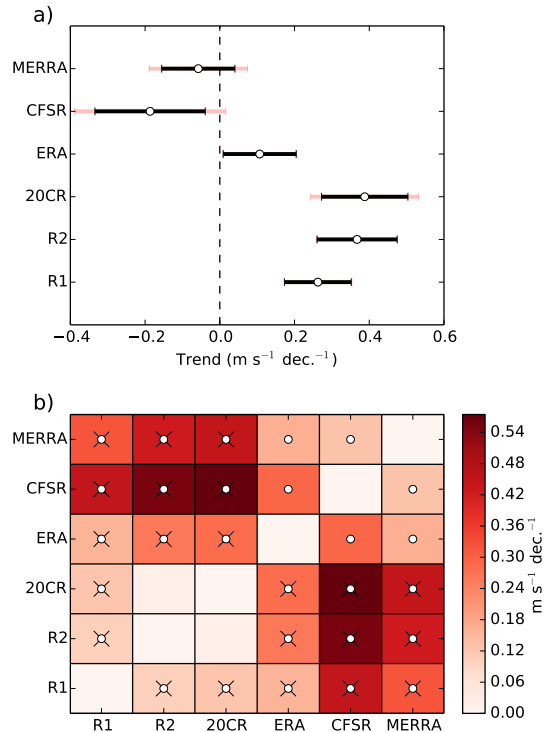 a)
MERRA
CFSR
ERA
20CR
R2
R1
−0.4 −0.2 0.0 0.2 0.4 0.6
Trend (m s⁻¹ dec.⁻¹)
b)
MERRA
CFSR
ERA
20CR
R2
R1
R1 R2 20CR ERA CFSR MERRA
0.54
0.48
0.42
0.36
0.30
0.24
0.18
0.12
0.06
0.00
m s⁻¹ dec.⁻¹